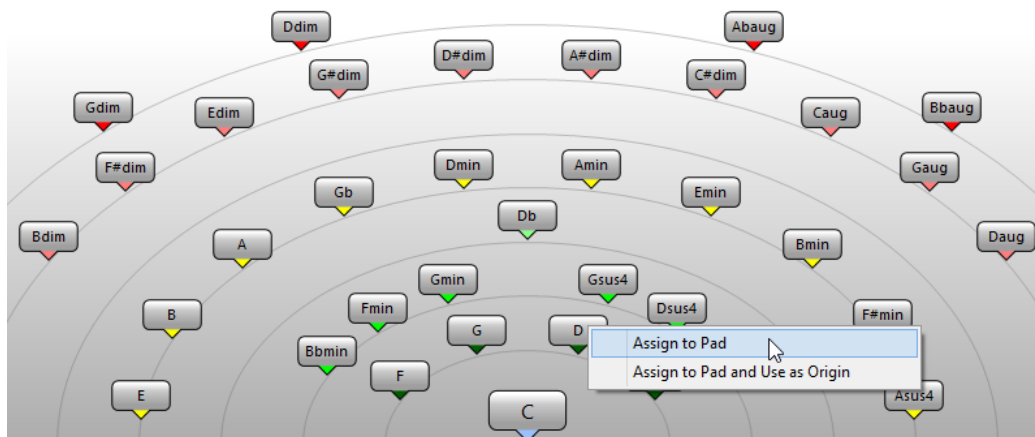 Ddim
Abaug
D#dim
A#dim
G#dim
C#dim
Gdim
Edim
Caug
Bbaug
F#dim
Dmin
Amin
Gaug
Gb
Emin
Db
Bdim
A
Bmin
Daug
Gmin
Gsus4
Fmin
Dsus4
B
F#min
G
D
Assign to Pad
Bbmin
Assign to Pad and Use as Origin
F
E
Asus4
C